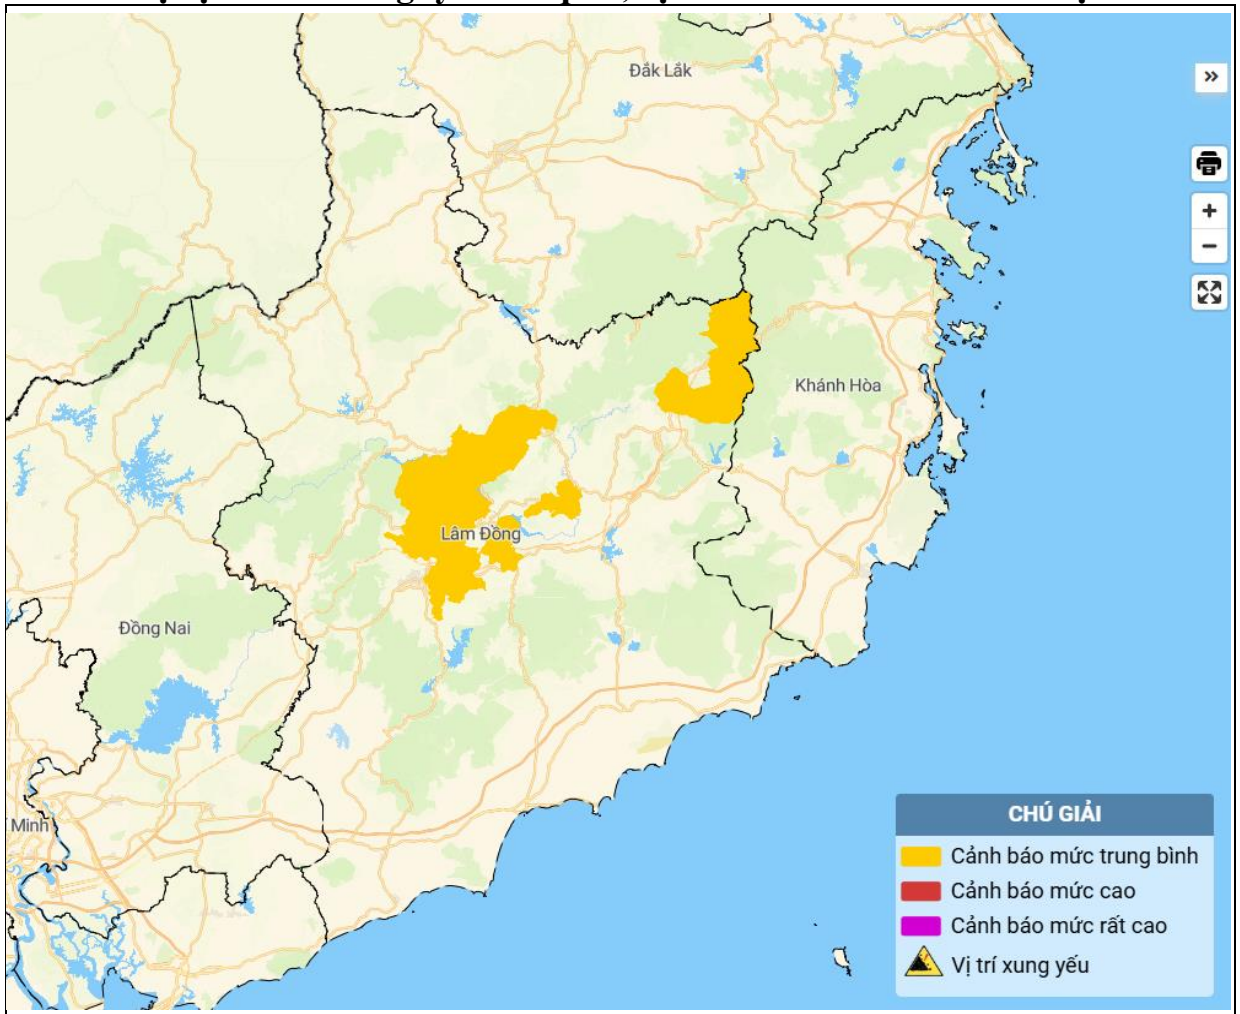 Đắk Lắk
»
+
−
Khánh Hòa
Lâm Đồng
Đồng Nai
Minh
CHÚ GIẢI
Cảnh báo mức trung bình
Cảnh báo mức cao
Cảnh báo mức rất cao
Vị trí xung yếu